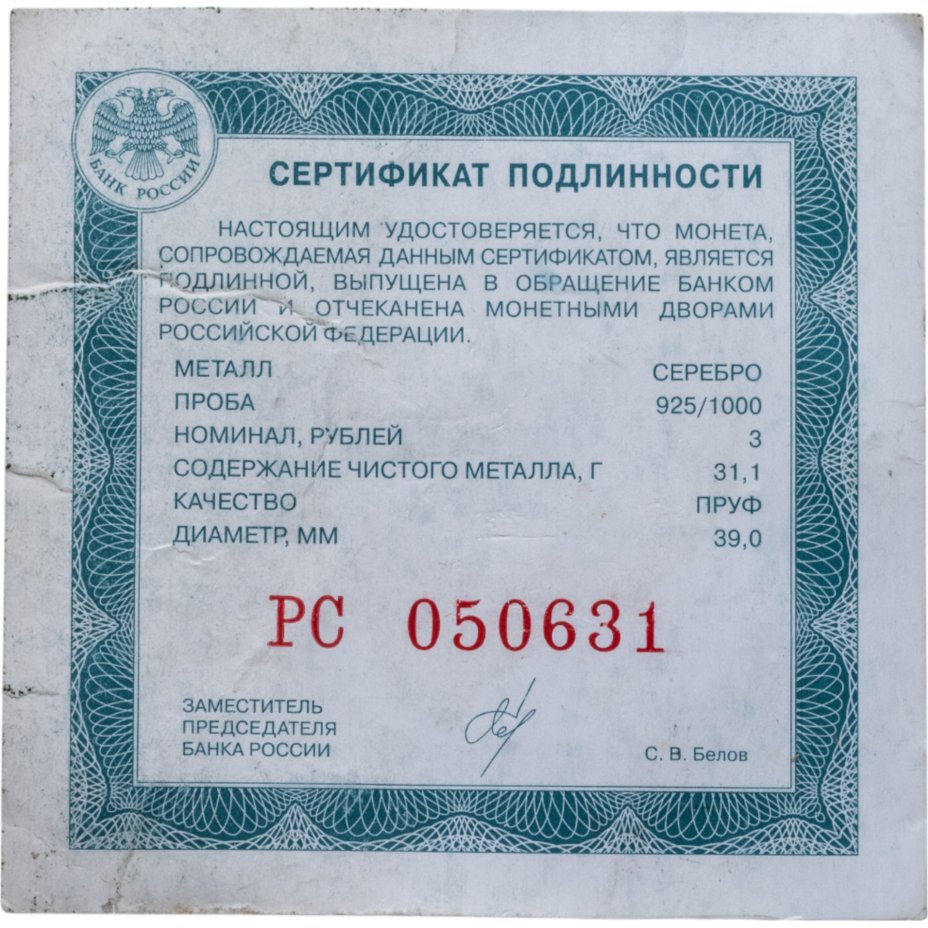 БАНК РОССИИ
СЕРТИФИКАТ ПОДЛИННОСТИ
НАСТОЯЩИМ УДОСТОВЕРЯЕТСЯ, ЧТО МОНЕТА,
СОПРОВОЖДАЕМАЯ ДАННЫМ СЕРТИФИКАТОМ, ЯВЛЯЕТСЯ
ПОДЛИННОЙ, ВЫПУЩЕНА В ОБРАЩЕНИЕ БАНКОМ
РОССИИ И ОТЧЕКАНЕНА МОНЕТНЫМИ ДВОРАМИ
РОССИЙСКОЙ ФЕДЕРАЦИИ.
МЕТАЛЛ СЕРЕБРО
ПРОБА 925/1000
НОМИНАЛ, РУБЛЕЙ 3
СОДЕРЖАНИЕ ЧИСТОГО МЕТАЛЛА, Г 31,1
КАЧЕСТВО ПРУФ
ДИАМЕТР, ММ 39,0
РС 050631
ЗАМЕСТИТЕЛЬ
ПРЕДСЕДАТЕЛЯ
БАНКА РОССИИ
С. В. Белов